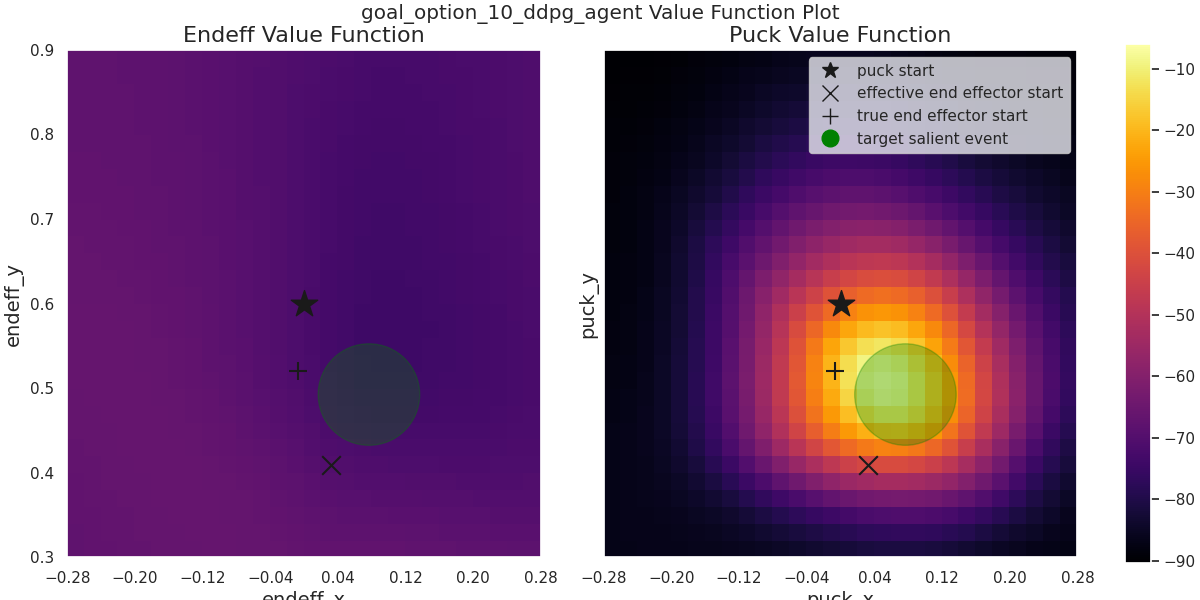 goal_option_10_ddpg_agent Value Function Plot
Endeff Value Function
Puck Value Function
puck start
effective end effector start
true end effector start
target salient event
0.9
0.8
0.7
0.6
0.5
0.4
0.3
endeff_y
−0.28 −0.20 −0.12 −0.04 0.04 0.12 0.20 0.28
endeff_x
puck_y
−0.28 −0.20 −0.12 −0.04 0.04 0.12 0.20 0.28
puck_x
−10
−20
−30
−40
−50
−60
−70
−80
−90